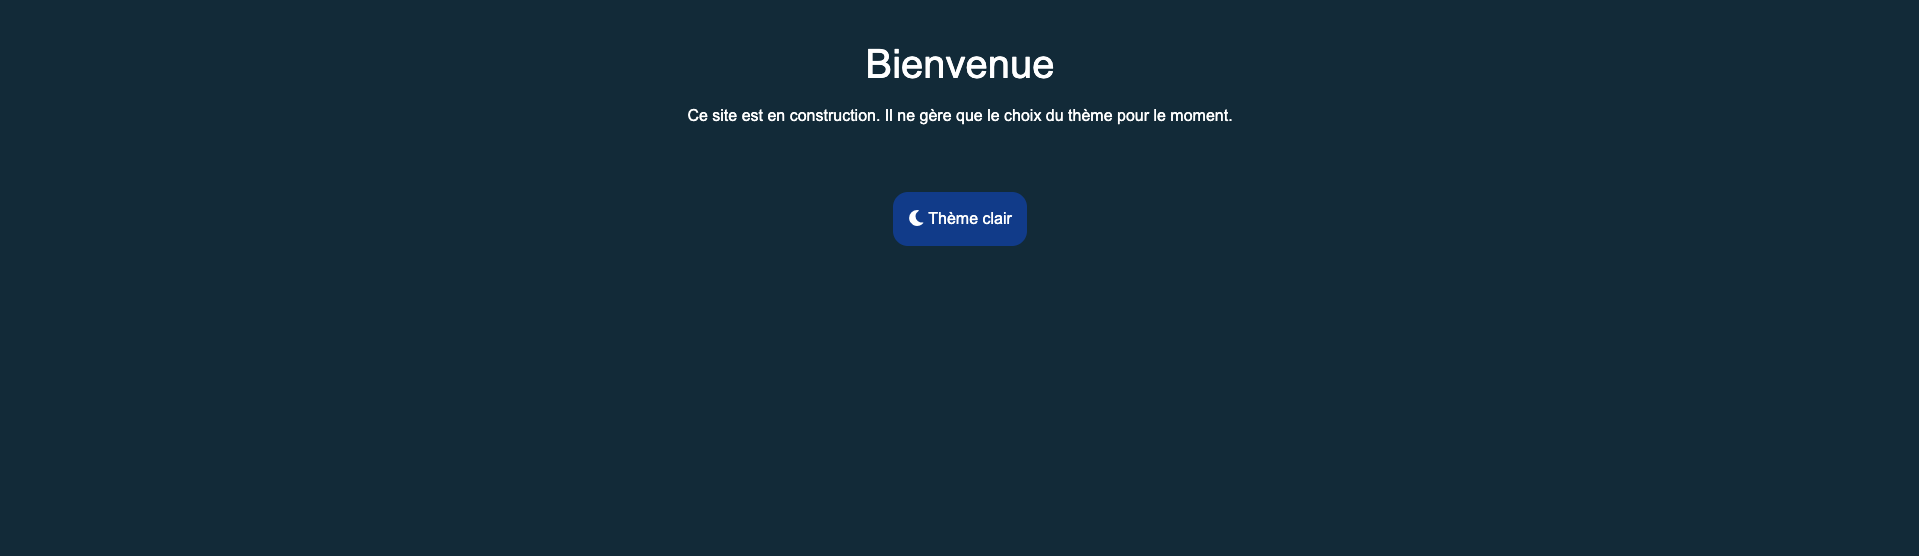 Bienvenue
Ce site est en construction. Il ne gère que le choix du thème pour le moment.
Thème clair